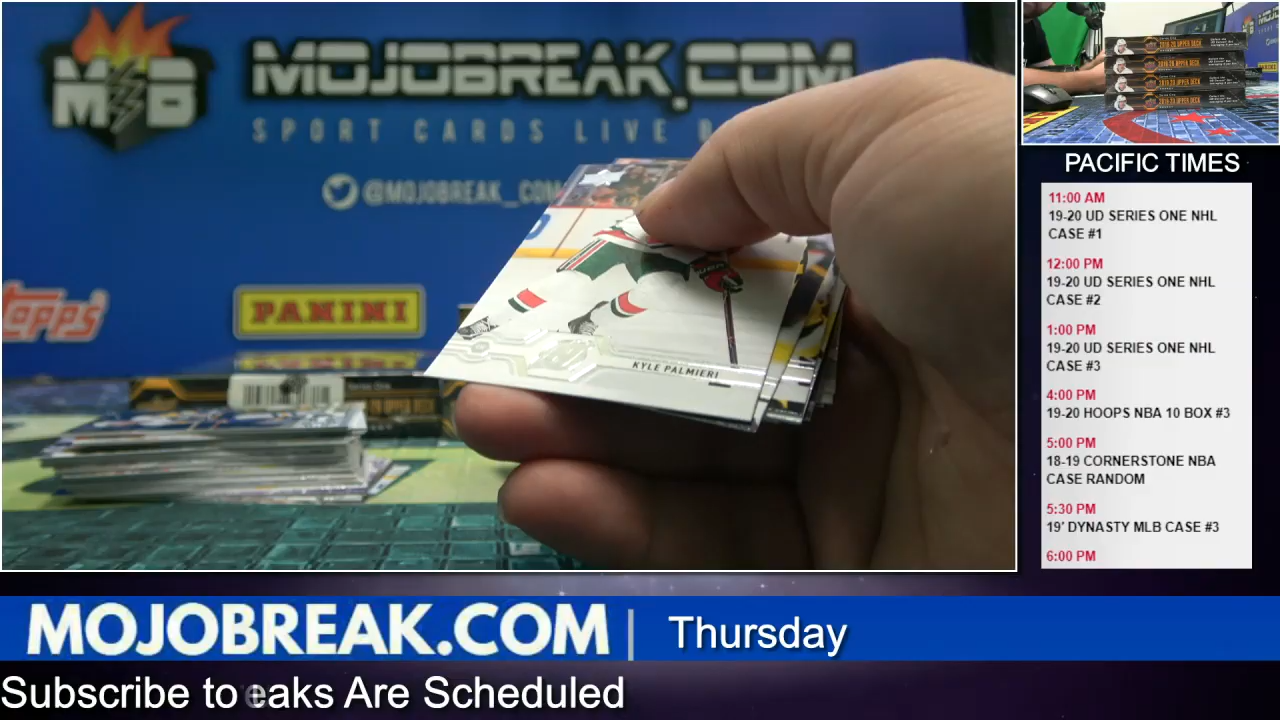 MOJOBREAK.COM
SPORT CARDS LIVE
@MOJOBREAK_COM
PANINI
KYLE PALMIERI
PACIFIC TIMES
11:00 AM
19-20 UD SERIES ONE NHL
CASE #1
12:00 PM
19-20 UD SERIES ONE NHL
CASE #2
1:00 PM
19-20 UD SERIES ONE NHL
CASE #3
4:00 PM
19-20 HOOPS NBA 10 BOX #3
5:00 PM
18-19 CORNERSTONE NBA
CASE RANDOM
5:30 PM
19' DYNASTY MLB CASE #3
6:00 PM
MOJOBREAK.COM | Thursday
Subscribe to eaks Are Scheduled